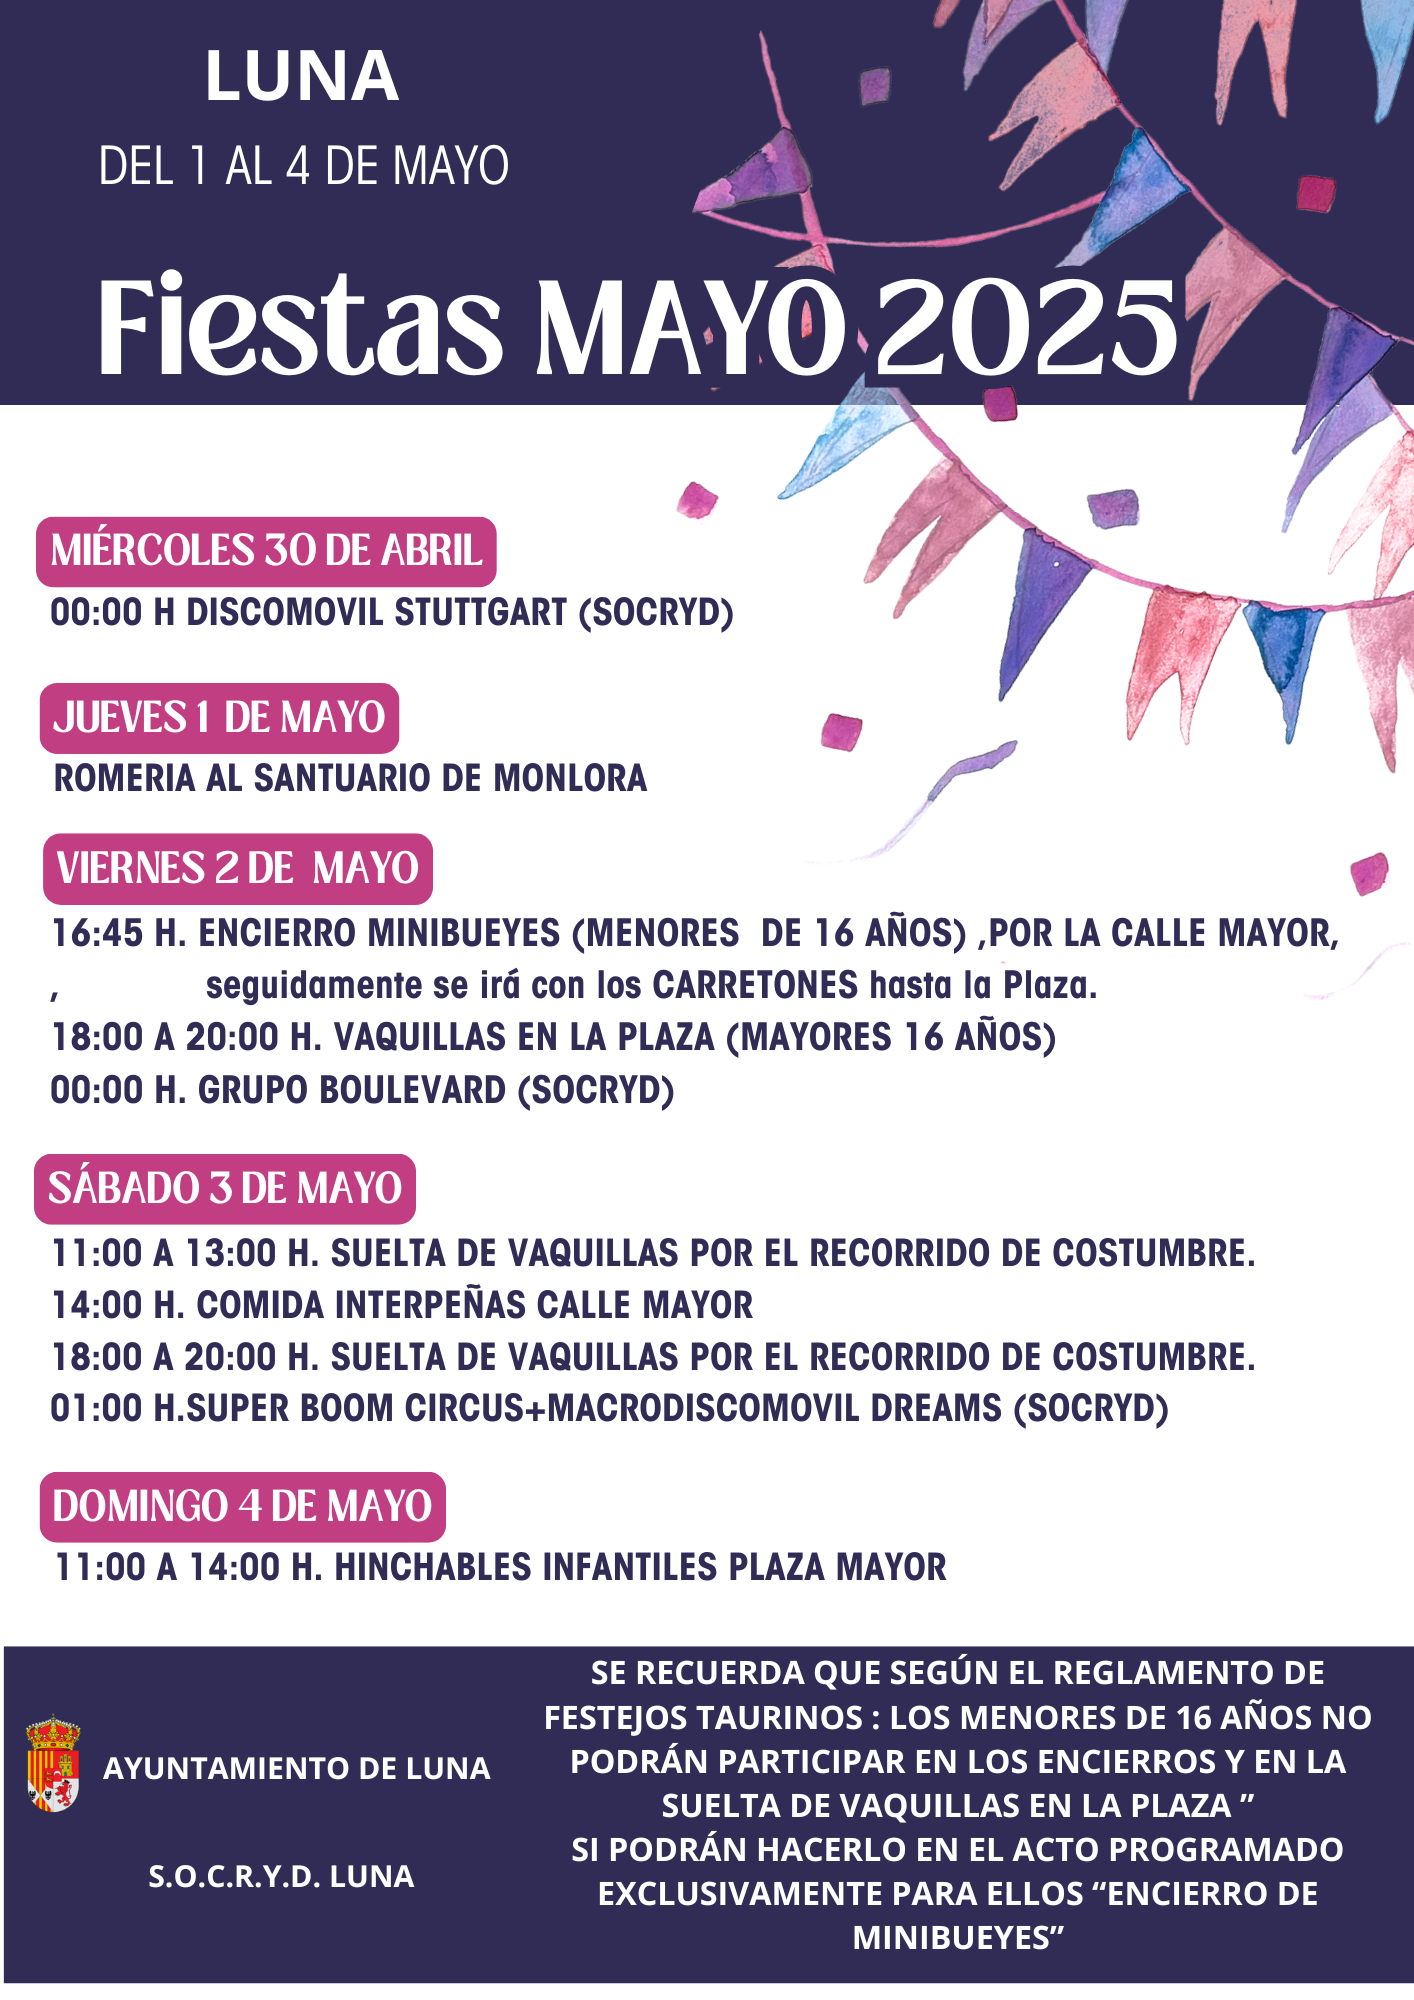 LUNA
DEL 1 AL 4 DE MAYO
Fiestas MAYO 2025
MIÉRCOLES 30 DE ABRIL
00:00 H DISCOMOVIL STUTTGART (SOCRYD)
JUEVES 1 DE MAYO
ROMERIA AL SANTUARIO DE MONLORA
VIERNES 2 DE MAYO
16:45 H. ENCIERRO MINIBUEYES (MENORES DE 16 AÑOS) ,POR LA CALLE MAYOR,
, seguidamente se irá con los CARRETONES hasta la Plaza.
18:00 A 20:00 H. VAQUILLAS EN LA PLAZA (MAYORES 16 AÑOS)
00:00 H. GRUPO BOULEVARD (SOCRYD)
SÁBADO 3 DE MAYO
11:00 A 13:00 H. SUELTA DE VAQUILLAS POR EL RECORRIDO DE COSTUMBRE.
14:00 H. COMIDA INTERPEÑAS CALLE MAYOR
18:00 A 20:00 H. SUELTA DE VAQUILLAS POR EL RECORRIDO DE COSTUMBRE.
01:00 H.SUPER BOOM CIRCUS+MACRODISCOMOVIL DREAMS (SOCRYD)
DOMINGO 4 DE MAYO
11:00 A 14:00 H. HINCHABLES INFANTILES PLAZA MAYOR
AYUNTAMIENTO DE LUNA
S.O.C.R.Y.D. LUNA
SE RECUERDA QUE SEGÚN EL REGLAMENTO DE
FESTEJOS TAURINOS : LOS MENORES DE 16 AÑOS NO
PODRÁN PARTICIPAR EN LOS ENCIERROS Y EN LA
SUELTA DE VAQUILLAS EN LA PLAZA ”
SI PODRÁN HACERLO EN EL ACTO PROGRAMADO
EXCLUSIVAMENTE PARA ELLOS “ENCIERRO DE
MINIBUEYES”